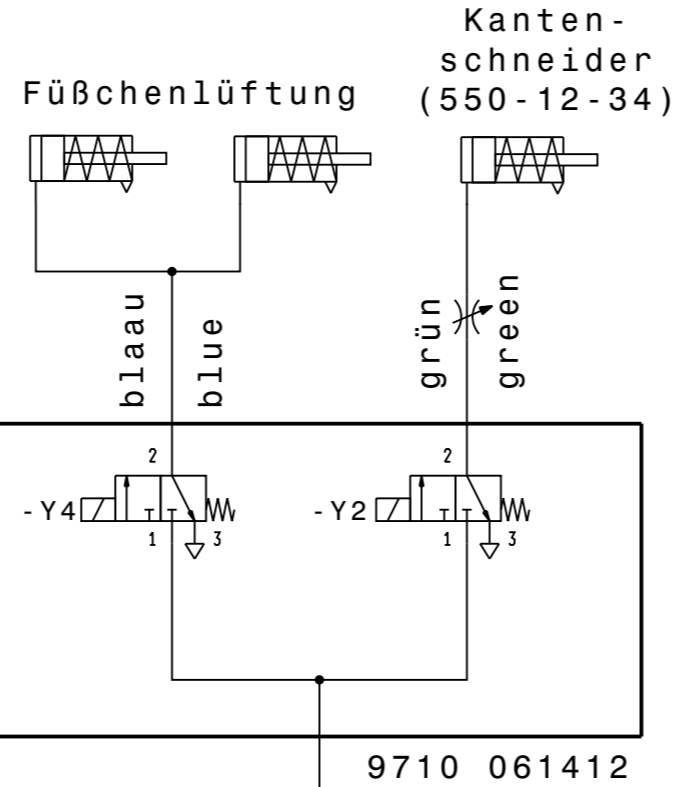 Kanten-
schneider
Füßchenlüftung
(550-12-34)
blaau
blue
grün
green
2
2
-Y4
-Y2
1
3
1
3
9710 061412